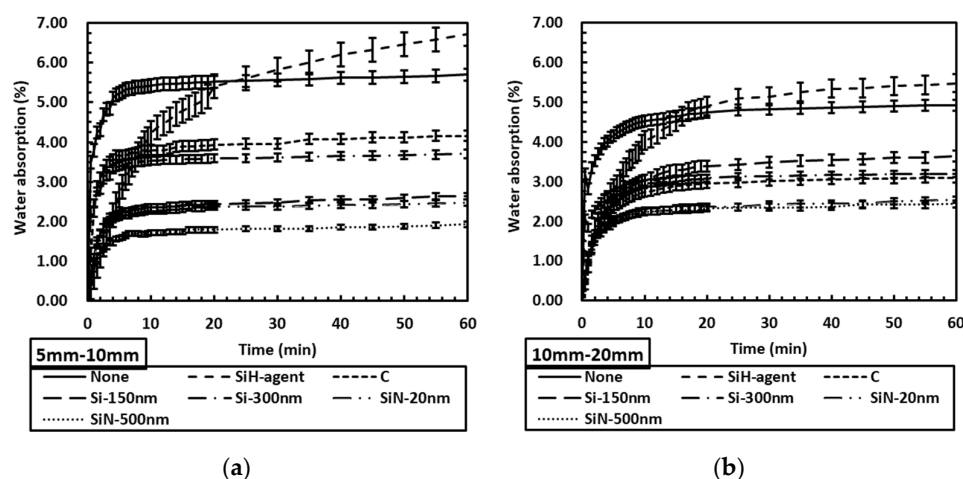 7.00
6.00
5.00
4.00
3.00
2.00
1.00
0.00
Water absorption (%)
0 10 20 30 40 50 60
Time (min)
5mm-10mm
None SiH-agent C
Si-150nm Si-300nm SiN-20nm
SiN-500nm
(a)
7.00
6.00
5.00
4.00
3.00
2.00
1.00
0.00
Water absorption (%)
0 10 20 30 40 50 60
Time (min)
10mm-20mm
None SiH-agent C
Si-150nm Si-300nm SiN-20nm
SiN-500nm
(b)